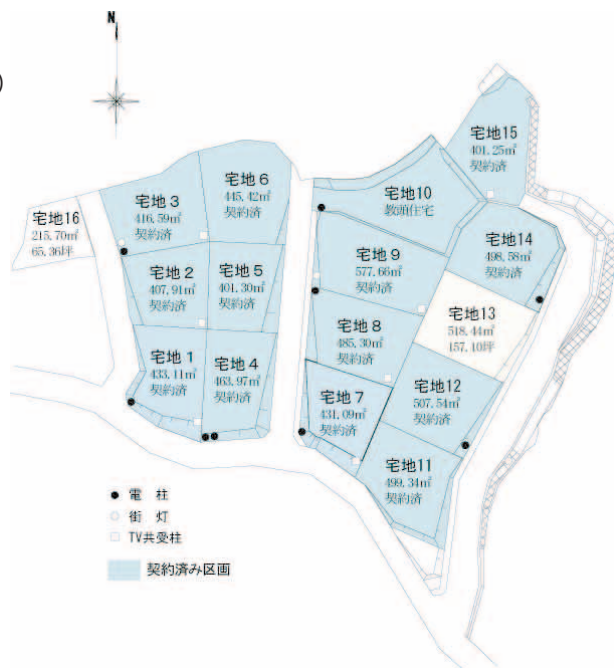 N
)
宅地15
401.25㎡
契約済
宅地6
445.42㎡
契約済
宅地3
416.59㎡
契約済
宅地10
教頭住宅
宅地16
215.70㎡
65.36坪
宅地14
498.58㎡
契約済
宅地9
577.66㎡
契約済
宅地2
407.91㎡
契約済
宅地5
401.30㎡
契約済
宅地13
518.44㎡
157.10坪
宅地8
485.30㎡
契約済
宅地1
433.11㎡
契約済
宅地4
463.97㎡
契約済
宅地12
507.54㎡
契約済
宅地7
431.09㎡
契約済
宅地11
499.34㎡
契約済
電柱
街灯
TV共受柱
契約済み区画